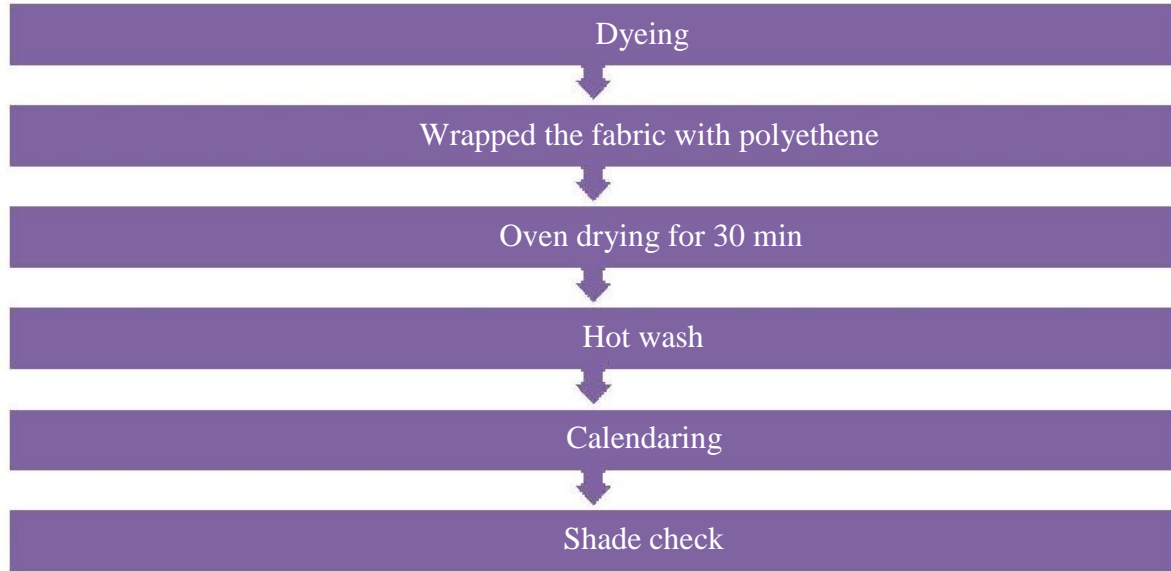 Dyeing
Wrapped the fabric with polyethene
Oven drying for 30 min
Hot wash
Calendaring
Shade check